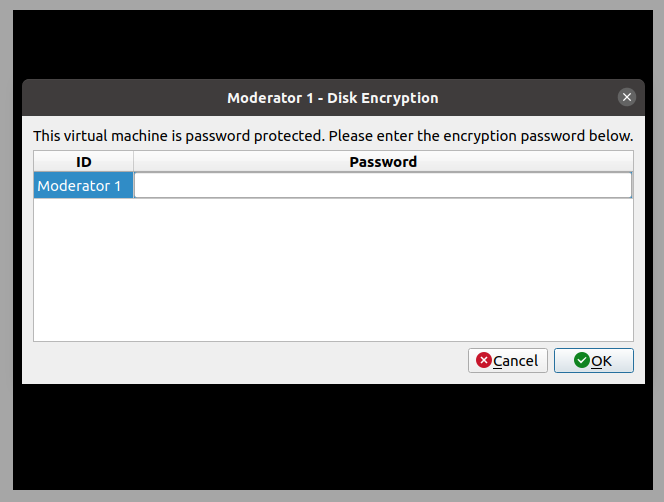 Moderator 1 - Disk Encryption
This virtual machine is password protected. Please enter the encryption password below.
ID Password
Moderator 1
Cancel OK